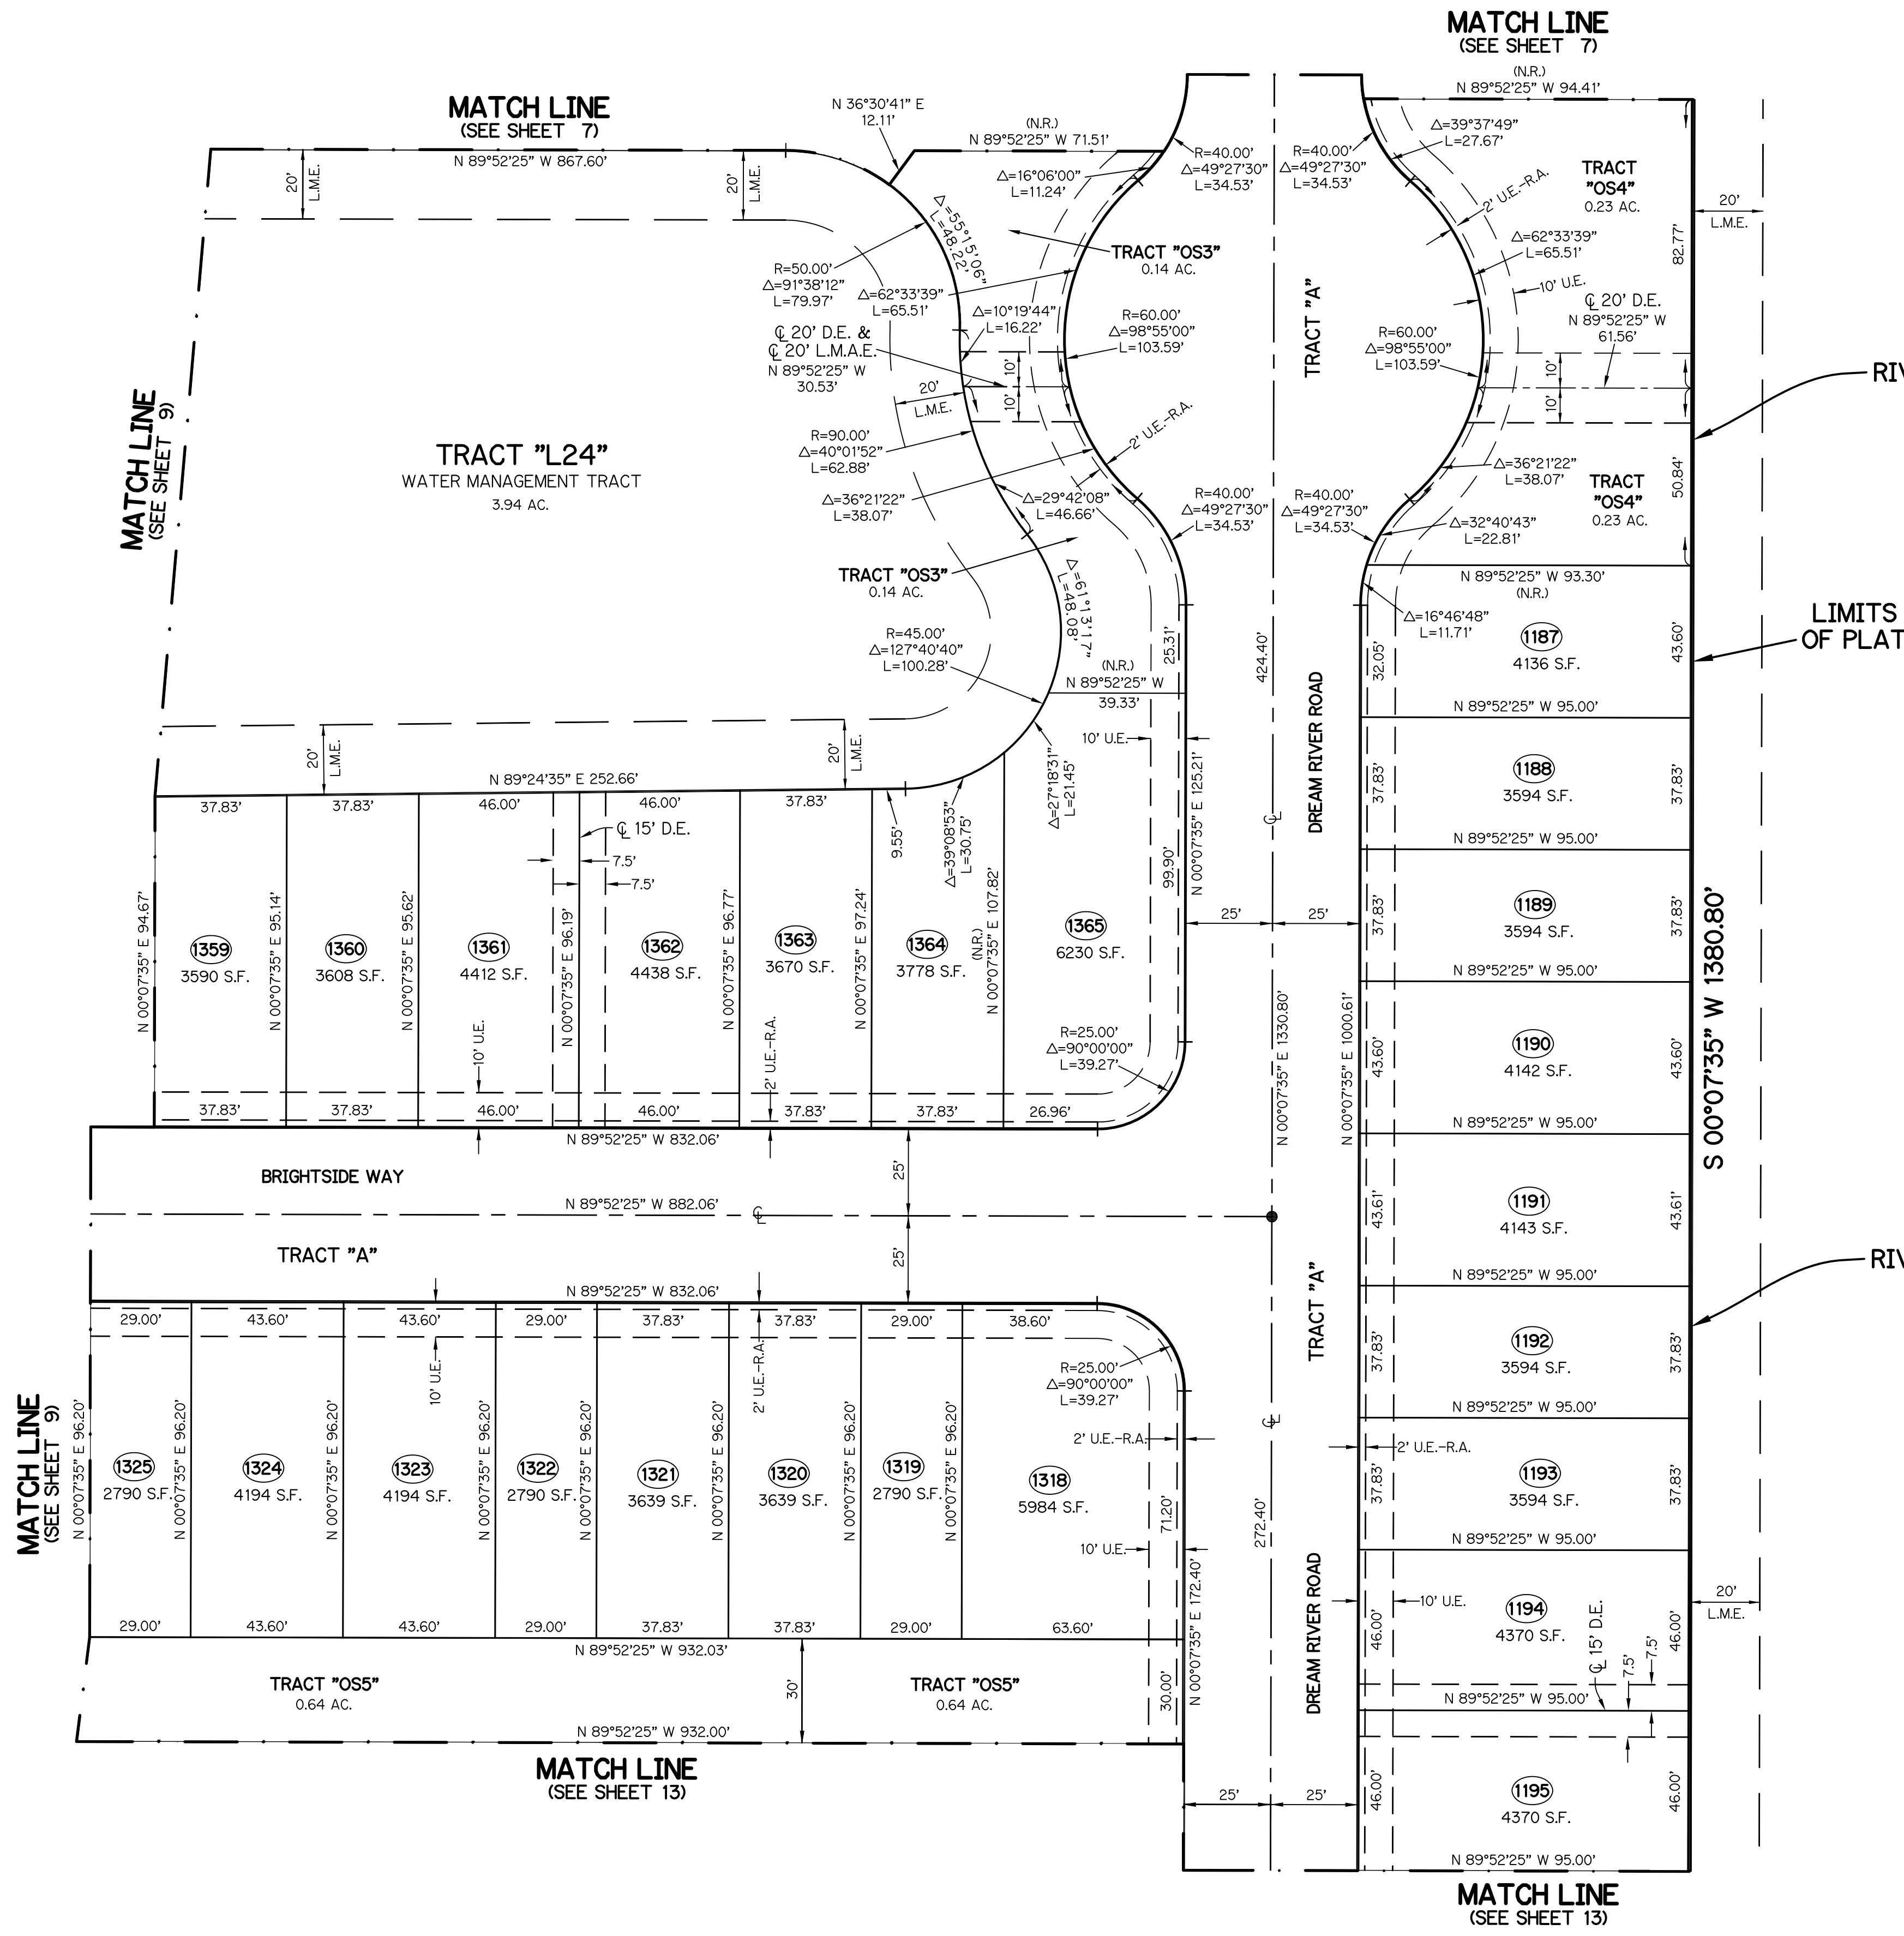 MATCH LINE
(SEE SHEET 7)
(N.R.)
N 89°52'25" W 94.41'
MATCH LINE
(SEE SHEET 7)
N 89°52'25" W 867.60'
N 36°30'41" E
12.11'
(N.R.)
N 89°52'25" W 71.51'
20'
L.M.E.
20'
L.M.E.
△=16°06'00"
L=11.24'
R=40.00'
△=49°27'30"
L=34.53'
R=40.00'
△=49°27'30"
L=34.53'
△=39°37'49"
L=27.67'
2' U.E.-R.A.
TRACT
"OS4"
0.23 AC.
82.77'
20'
L.M.E.
△=55°15'06"
L=48.22'
R=50.00'
△=91°38'12"
L=79.97'
△=62°33'39"
L=65.51'
TRACT "OS3"
0.14 AC.
TRACT "A"
△=62°33'39"
L=65.51'
10' U.E.
℄ 20' D.E.
N 89°52'25" W
61.56'
△=10°19'44"
L=16.22'
R=60.00'
△=98°55'00"
L=103.59'
R=60.00'
△=98°55'00"
L=103.59'
℄ 20' D.E. &
℄ 20' L.M.A.E.
N 89°52'25" W
30.53'
10'
10'
10'
10'
20'
L.M.E.
2' U.E.-R.A.
RIV
MATCH LINE
(SEE SHEET 9)
TRACT "L24"
WATER MANAGEMENT TRACT
3.94 AC.
R=90.00'
△=40°01'52"
L=62.88'
△=36°21'22"
L=38.07'
△=29°42'08"
L=46.66'
R=40.00'
△=49°27'30"
L=34.53'
R=40.00'
△=49°27'30"
L=34.53'
△=36°21'22"
L=38.07'
△=32°40'43"
L=22.81'
TRACT
"OS4"
0.23 AC.
50.84'
TRACT "OS3"
0.14 AC.
△=61°13'17"
L=48.08'
N 89°52'25" W 93.30'
(N.R.)
△=16°46'48"
L=11.71'
R=45.00'
△=127°40'40"
L=100.28'
25.31'
(N.R.)
N 89°52'25" W
39.33'
424.40'
DREAM RIVER ROAD
32.05'
1187
4136 S.F.
43.60'
LIMITS
OF PLAT
N 89°52'25" W 95.00'
10' U.E.
20'
L.M.E.
20'
L.M.E.
N 89°24'35" E 252.66'
△=27°18'31"
L=21.45'
△=39°08'53"
L=30.75'
9.55'
N 00°07'35" E 125.21'
99.90'
℄
37.83'
1188
3594 S.F.
37.83'
N 89°52'25" W 95.00'
37.83'
37.83'
46.00'
46.00'
37.83'
℄ 15' D.E.
7.5'
7.5'
N 00°07'35" E 94.67'
1359
3590 S.F.
N 00°07'35" E 95.14'
1360
3608 S.F.
N 00°07'35" E 95.62'
1361
4412 S.F.
N 00°07'35" E 96.19'
1362
4438 S.F.
N 00°07'35" E 96.77'
1363
3670 S.F.
N 00°07'35" E 97.24'
1364
3778 S.F.
(N.R.)
N 00°07'35" E 107.82'
1365
6230 S.F.
25'
25'
37.83'
1189
3594 S.F.
37.83'
N 89°52'25" W 95.00'
S 00°07'35" W 1380.80'
10' U.E.
2' U.E.-R.A.
R=25.00'
△=90°00'00"
L=39.27'
N 00°07'35" E 1330.80'
N 00°07'35" E 1000.61'
43.60'
1190
4142 S.F.
43.60'
N 89°52'25" W 95.00'
37.83'
37.83'
46.00'
46.00'
37.83'
37.83'
26.96'
N 89°52'25" W 832.06'
BRIGHTSIDE WAY
25'
N 89°52'25" W 882.06'
℄
43.61'
1191
4143 S.F.
43.61'
TRACT "A"
25'
TRACT "A"
N 89°52'25" W 95.00'
RIV
N 89°52'25" W 832.06'
29.00'
43.60'
43.60'
29.00'
37.83'
37.83'
29.00'
38.60'
10' U.E.
2' U.E.-R.A.
R=25.00'
△=90°00'00"
L=39.27'
37.83'
1192
3594 S.F.
37.83'
N 89°52'25" W 95.00'
℄
2' U.E.-R.A.
2' U.E.-R.A.
MATCH LINE
(SEE SHEET 9)
N 00°07'35" E 96.20'
1325
2790 S.F.
N 00°07'35" E 96.20'
1324
4194 S.F.
N 00°07'35" E 96.20'
1323
4194 S.F.
N 00°07'35" E 96.20'
1322
2790 S.F.
N 00°07'35" E 96.20'
1321
3639 S.F.
N 00°07'35" E 96.20'
1320
3639 S.F.
N 00°07'35" E 96.20'
1319
2790 S.F.
N 00°07'35" E 96.20'
1318
5984 S.F.
71.20'
10' U.E.
272.40'
37.83'
1193
3594 S.F.
37.83'
N 89°52'25" W 95.00'
29.00'
43.60'
43.60'
29.00'
37.83'
37.83'
29.00'
63.60'
N 89°52'25" W 932.03'
N 00°07'35" E 172.40'
DREAM RIVER ROAD
10' U.E.
46.00'
1194
4370 S.F.
℄ 15' D.E.
7.5'
7.5'
46.00'
20'
L.M.E.
TRACT "OS5"
0.64 AC.
30'
TRACT "OS5"
0.64 AC.
30.00'
N 89°52'25" W 95.00'
N 89°52'25" W 932.00'
MATCH LINE
(SEE SHEET 13)
25'
25'
46.00'
1195
4370 S.F.
46.00'
N 89°52'25" W 95.00'
MATCH LINE
(SEE SHEET 13)